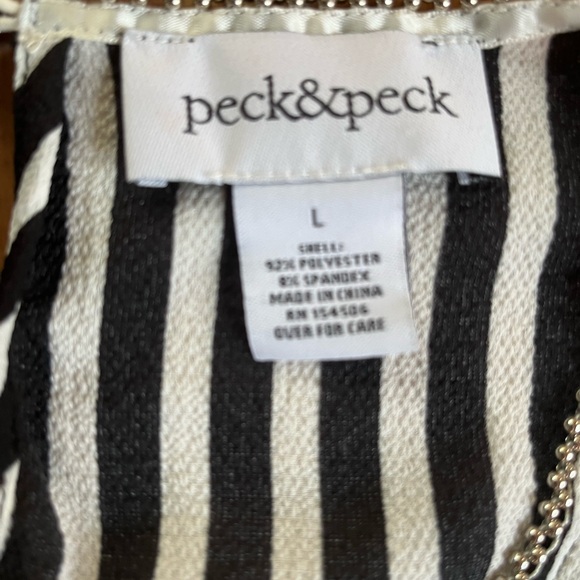 peck&peck
L
SHELL:
92% POLYESTER
8% SPANDEX
MADE IN CHINA
RN 154506
OVER FOR CARE